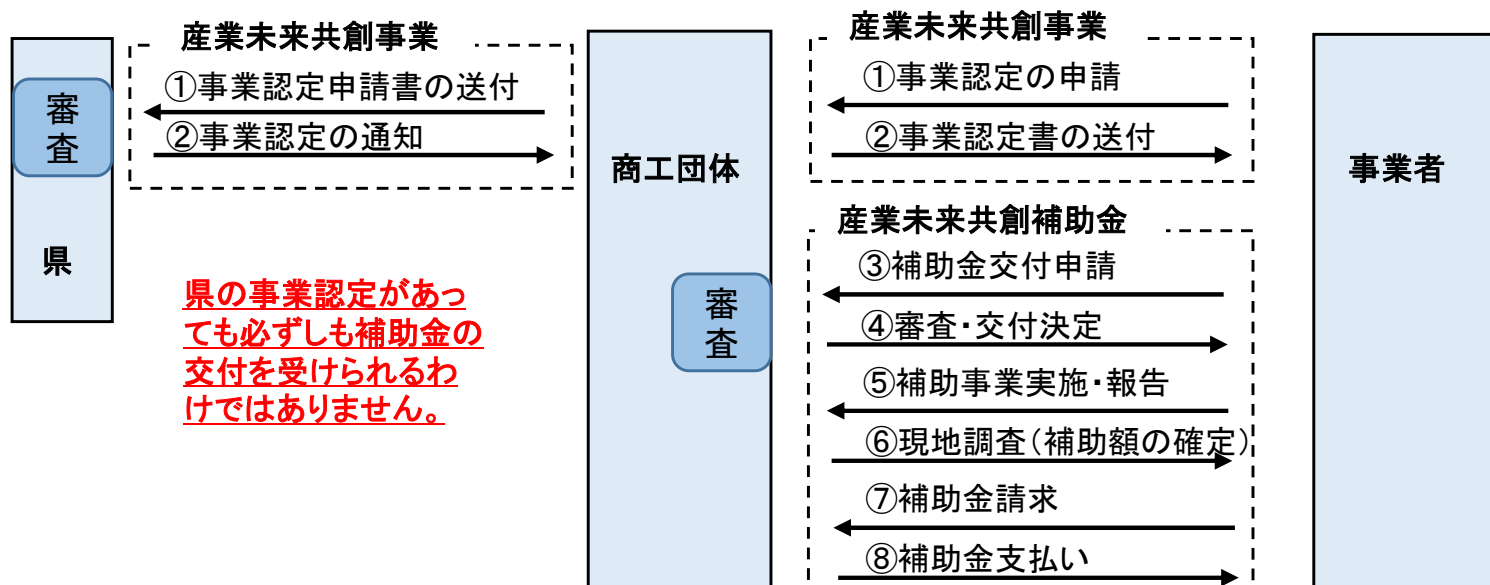 産業未来共創事業
①事業認定申請書の送付
②事業認定の通知
審
査
県
県の事業認定があっ
ても必ずしも補助金の
交付を受けられるわ
けではありません。
商工団体
審
査
産業未来共創事業
①事業認定の申請
②事業認定書の送付
産業未来共創補助金
③補助金交付申請
④審査・交付決定
⑤補助事業実施・報告
⑥現地調査(補助額の確定)
⑦補助金請求
⑧補助金支払い
事業者